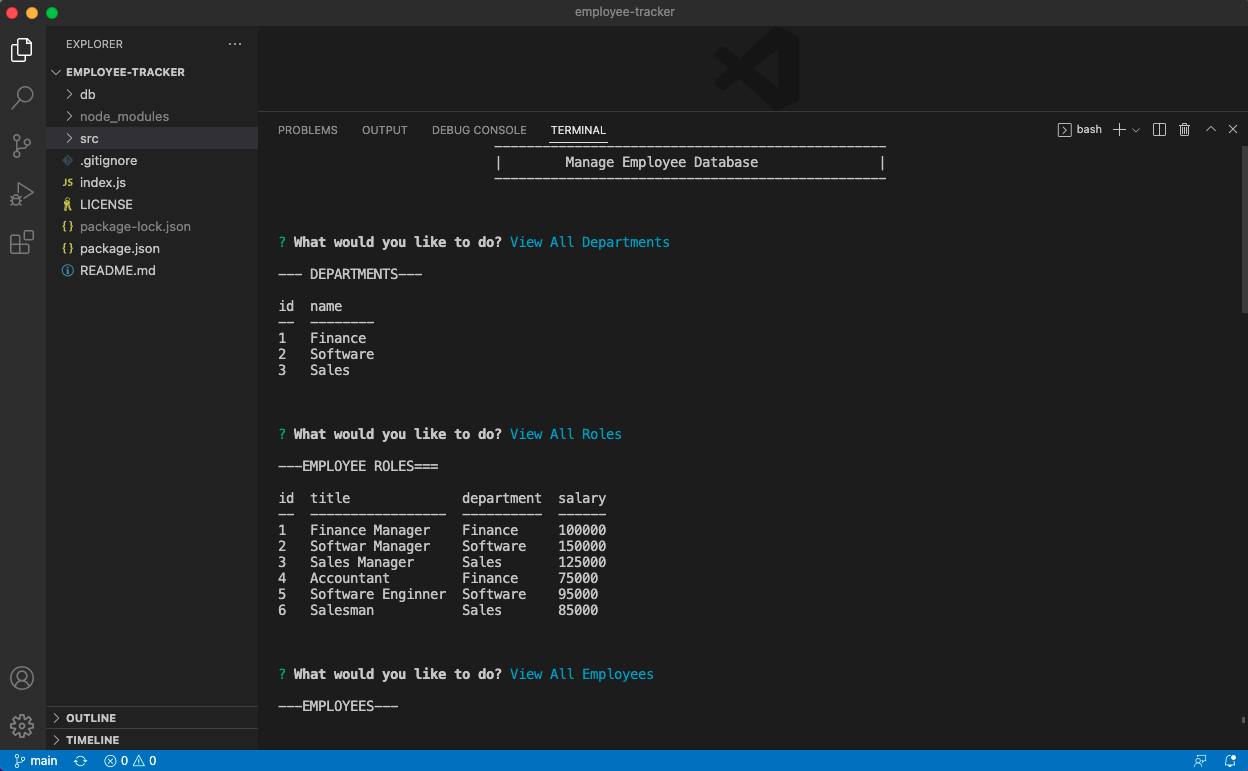 employee-tracker
EXPLORER ...
EMPLOYEE-TRACKER
db
node_modules
src
.gitignore
JS index.js
LICENSE
{} package-lock.json
{} package.json
README.md
OUTLINE
TIMELINE
PROBLEMS OUTPUT DEBUG CONSOLE TERMINAL bash
| Manage Employee Database |
? What would you like to do? View All Departments
--- DEPARTMENTS---
id name
-- --------
1 Finance
2 Software
3 Sales
? What would you like to do? View All Roles
---EMPLOYEE ROLES===
id title department salary
-- ----------------- ---------- ------
1 Finance Manager Finance 100000
2 Softwar Manager Software 150000
3 Sales Manager Sales 125000
4 Accountant Finance 75000
5 Software Enginner Software 95000
6 Salesman Sales 85000
? What would you like to do? View All Employees
---EMPLOYEES---
main 0 0